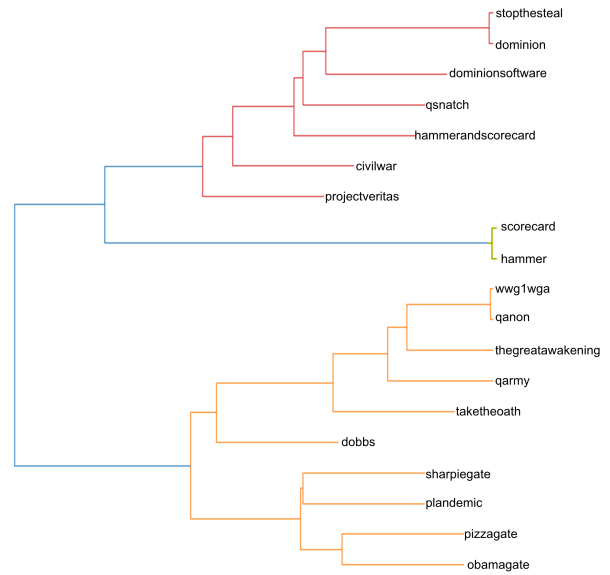 stopthesteal
dominion
dominionsoftware
qsnatch
hammerandscorecard
civilwar
projectveritas
scorecard
hammer
wwg1wga
qanon
thegreatawakening
qarmy
taketheoath
dobbs
sharpiegate
plandemic
pizzagate
obamagate